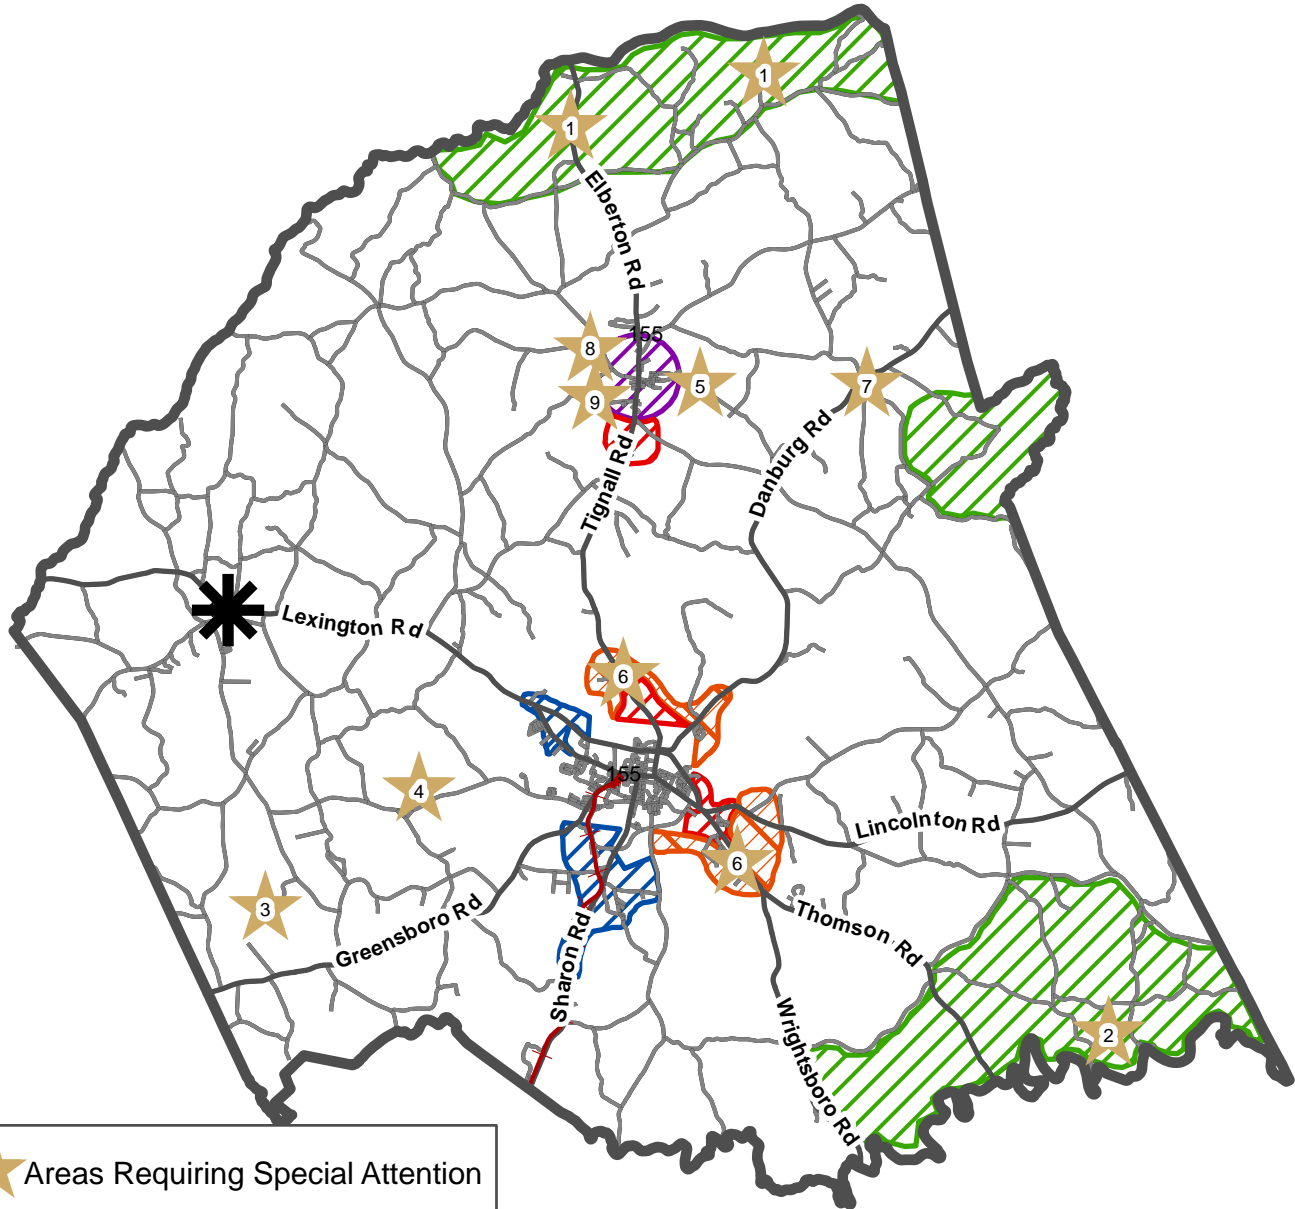 1
1
Elberton Rd
155
8
5
7
9
Danburg Rd
Tignall Rd
Lexington Rd
6
155
4
Lincolnton Rd
6
3
Greensboro Rd
Thomson Rd
Sharon Rd
Wrightsboro Rd
2
Areas Requiring Special Attention